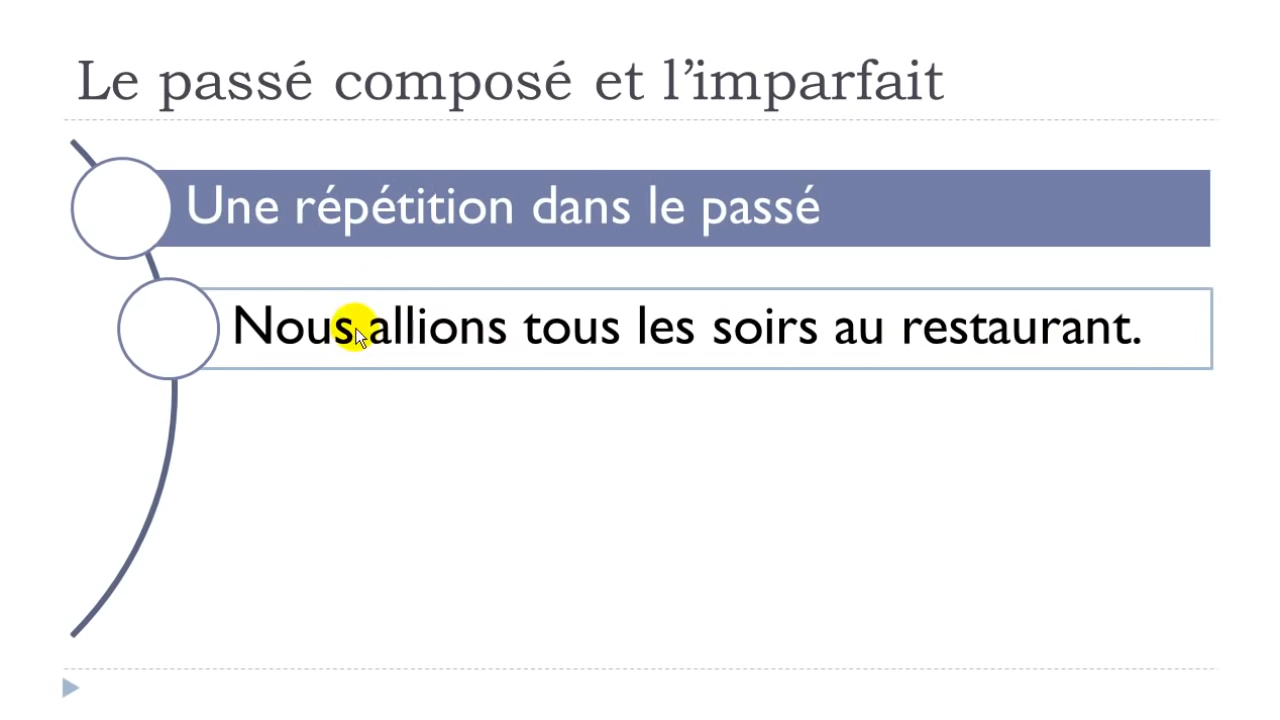 Le passé composé et l’imparfait
Une répétition dans le passé
Nous allions tous les soirs au restaurant.